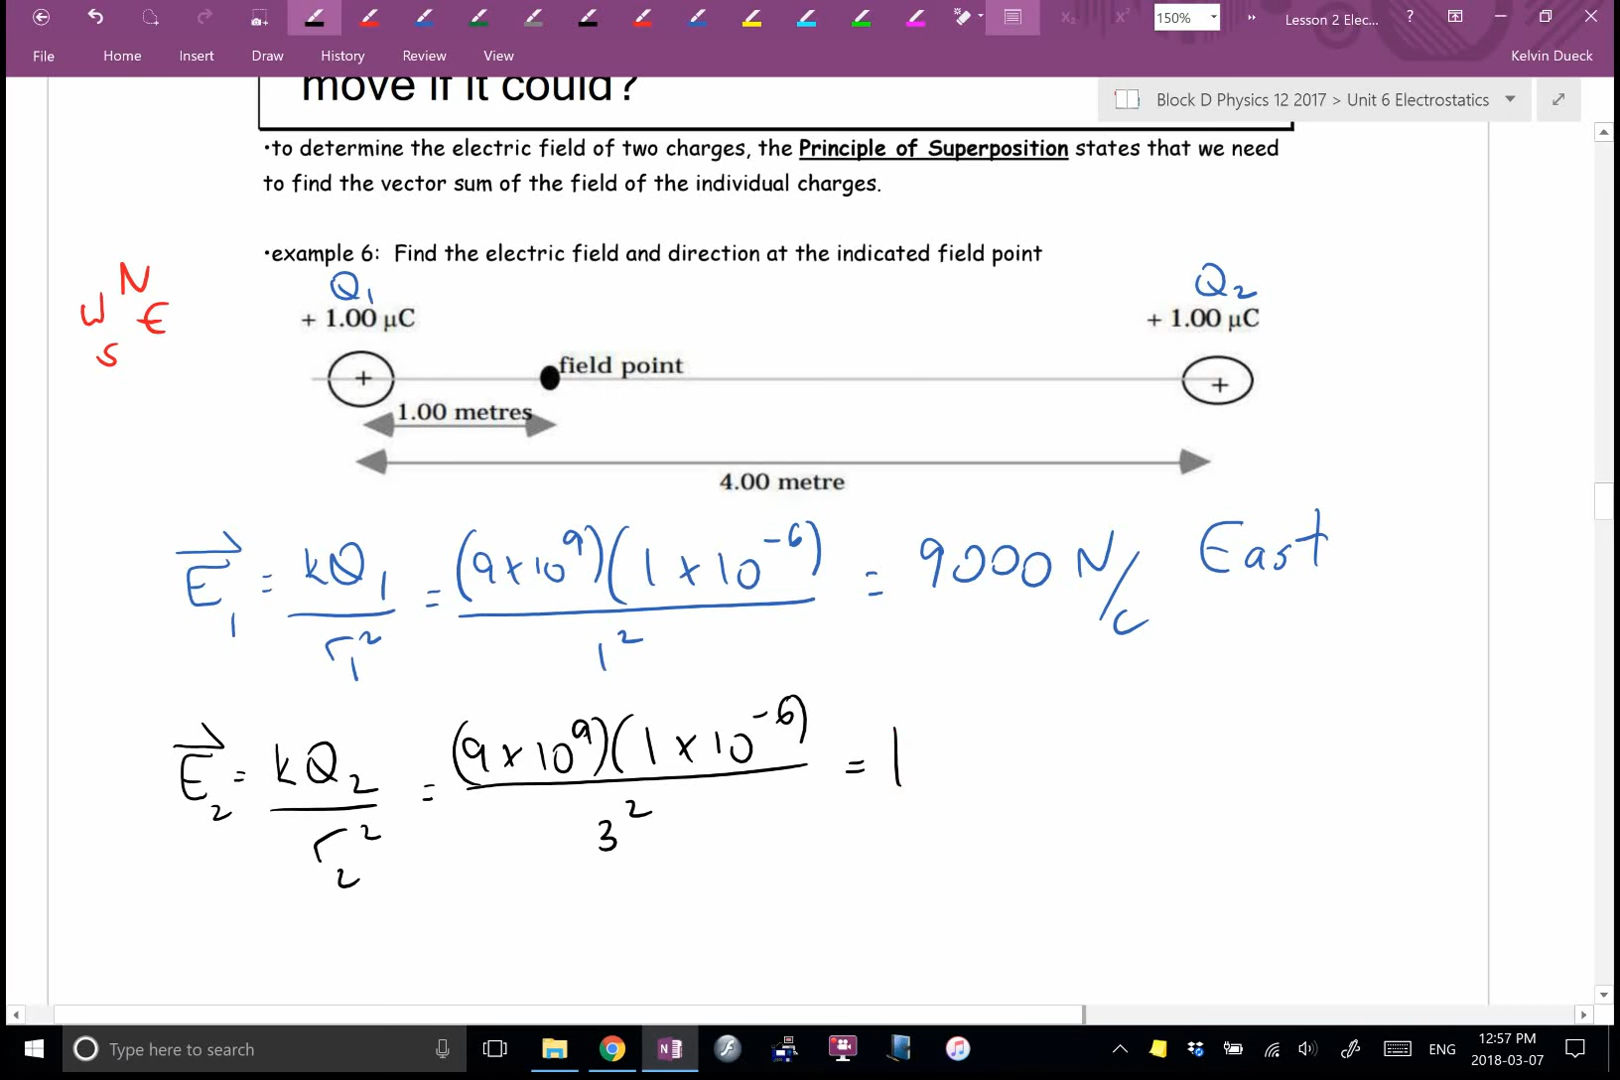 150% Lesson 2 Elec... ?
File Home Insert Draw History Review View Kelvin Dueck
move if it could?
Block D Physics 12 2017 > Unit 6 Electrostatics
•to determine the electric field of two charges, the Principle of Superposition states that we need
to find the vector sum of the field of the individual charges.
•example 6: Find the electric field and direction at the indicated field point
N
W E
S
Q₁ Q₂
+ 1.00 µC + 1.00 µC
+ field point +
1.00 metres
4.00 metre
E⃗₁ = kQ₁/r₁² = (9×10⁹)(1×10⁻⁶)/1² = 9000 N/C East
E⃗₂ = kQ₂/r₂² = (9×10⁹)(1×10⁻⁶)/3² = 1
Type here to search ENG 12:57 PM
2018-03-07